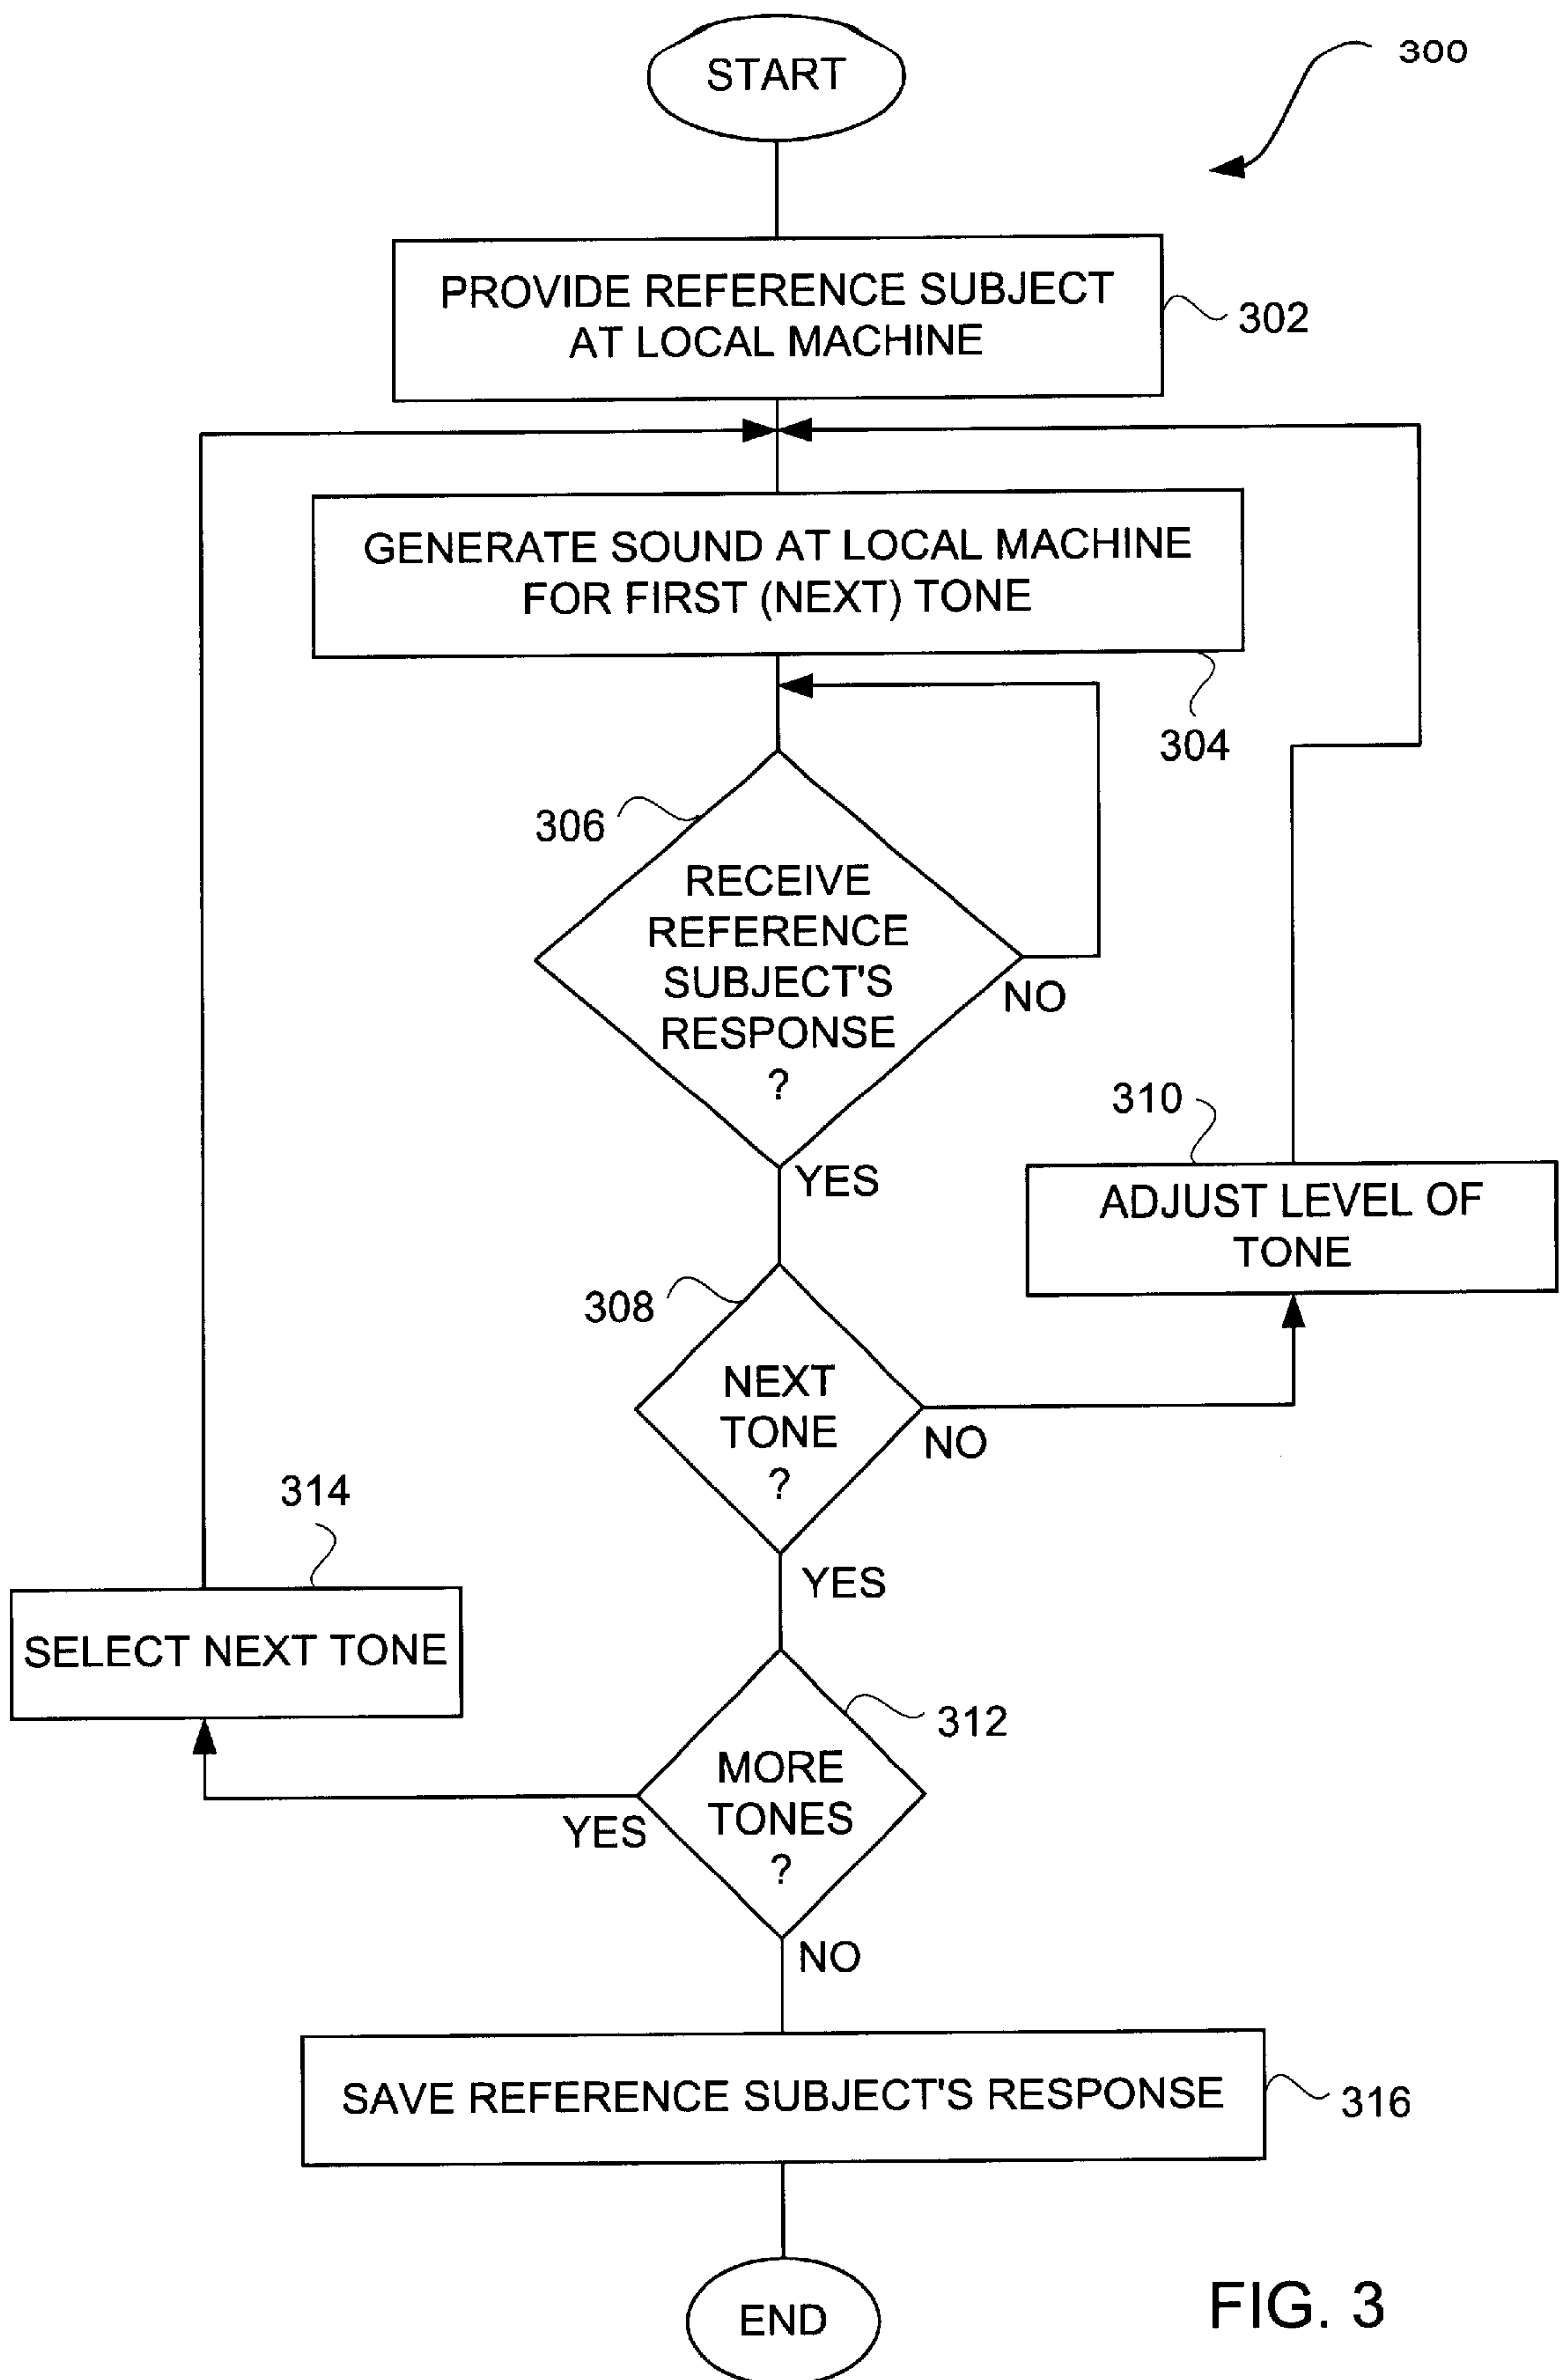 START
300
PROVIDE REFERENCE SUBJECT
AT LOCAL MACHINE
302
GENERATE SOUND AT LOCAL MACHINE
FOR FIRST (NEXT) TONE
304
306
RECEIVE
REFERENCE
SUBJECT'S
RESPONSE
?
NO
YES
310
ADJUST LEVEL OF
TONE
308
NEXT
TONE
?
NO
YES
314
SELECT NEXT TONE
312
MORE
TONES
?
YES
NO
SAVE REFERENCE SUBJECT'S RESPONSE
316
END
FIG. 3